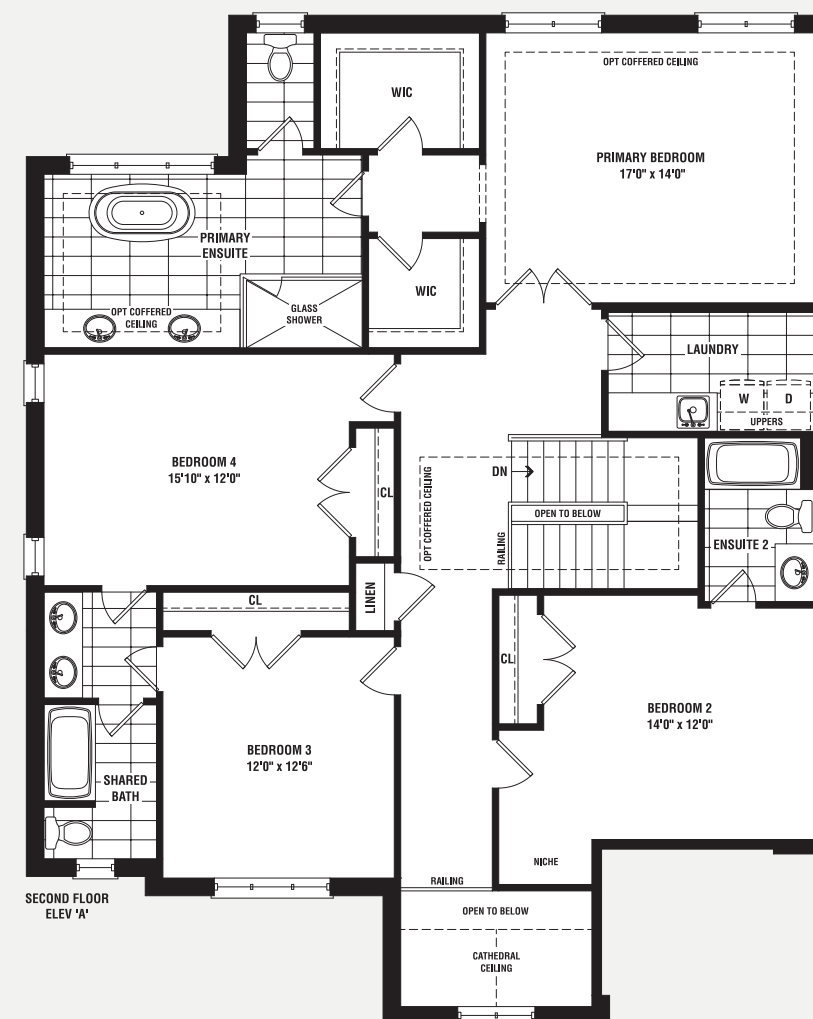 OPT COFFERED CEILING
WIC
PRIMARY BEDROOM
17'0" x 14'0"
PRIMARY
ENSUITE
WIC
GLASS
SHOWER
OPT COFFERED
CEILING
LAUNDRY
W
D
UPPERS
BEDROOM 4
15'10" x 12'0"
CL
OPT COFFERED CEILING
DN
OPEN TO BELOW
RAILING
ENSUITE 2
LINEN
CL
CL
BEDROOM 2
14'0" x 12'0"
BEDROOM 3
12'0" x 12'6"
SHARED
BATH
NICHE
RAILING
SECOND FLOOR
ELEV 'A'
OPEN TO BELOW
CATHEDRAL
CEILING